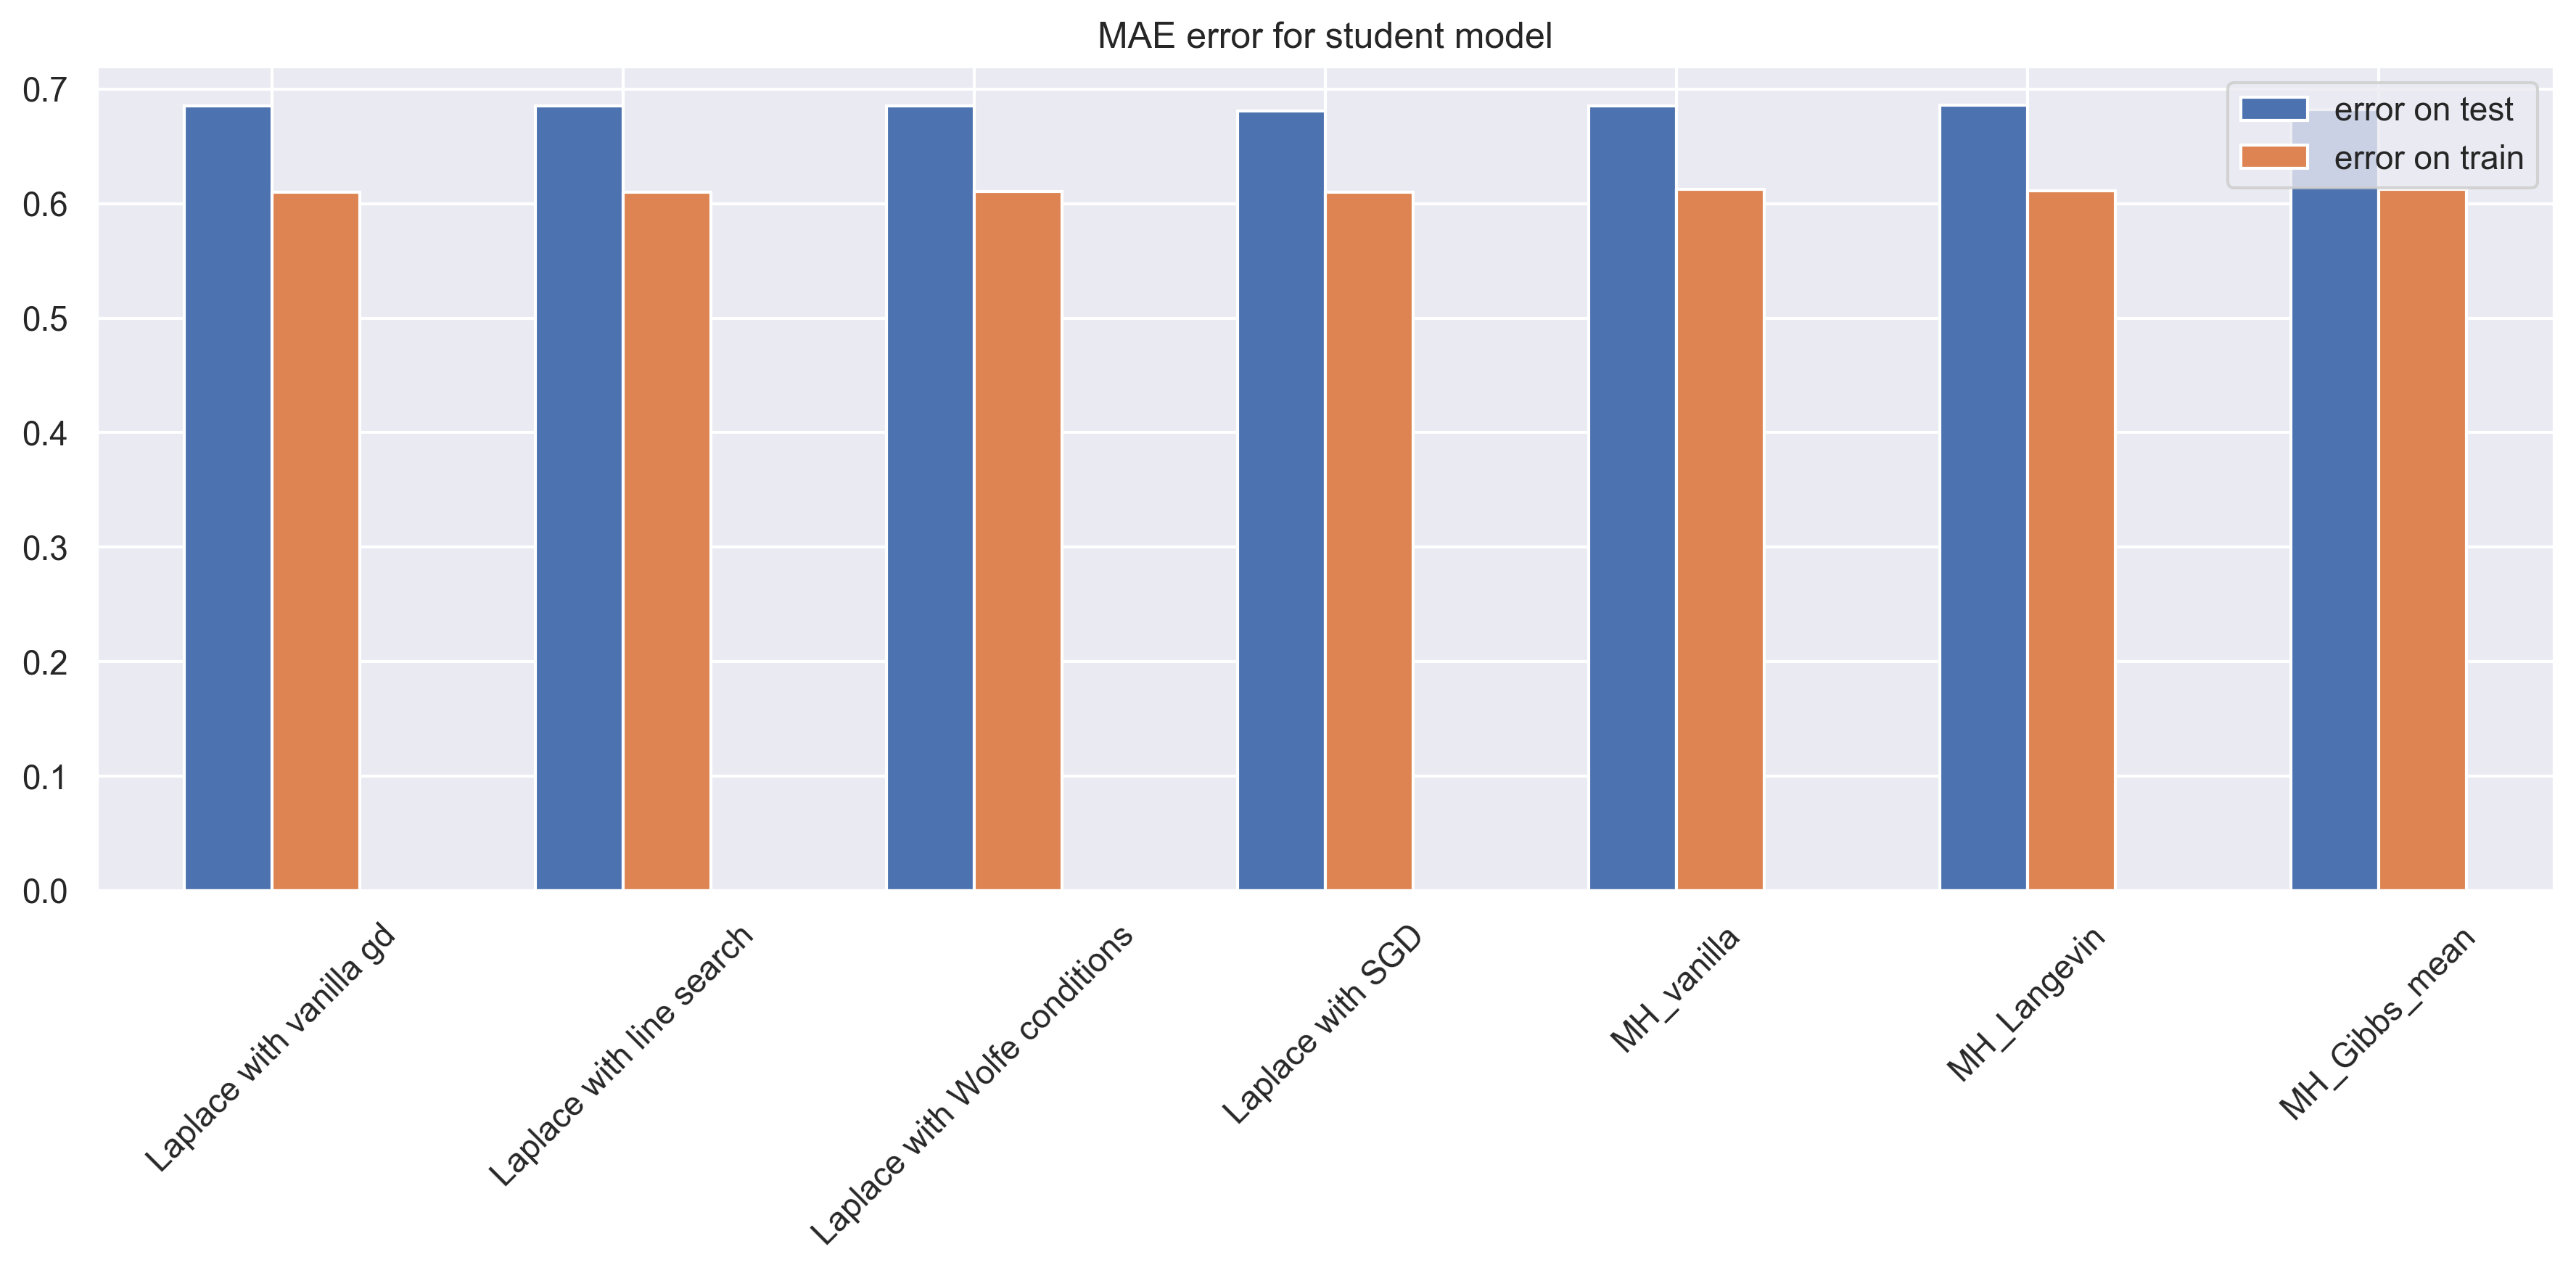 MAE error for student model
0.7
0.6
0.5
0.4
0.3
0.2
0.1
0.0
error on test
error on train
Laplace with vanilla gd
Laplace with line search
Laplace with Wolfe conditions
Laplace with SGD
MH_vanilla
MH_Langevin
MH_Gibbs_mean